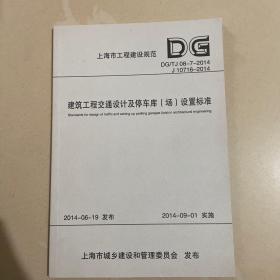 上海市工程建设规范
DG
DG/TJ 08-7-2014
J 10716-2014
建筑工程交通设计及停车库（场）设置标准
Standards for design of traffic and setting up parking garages (lots) in architectural engineering
2014-06-19 发布
2014-09-01 实施
上海市城乡建设和管理委员会 发布